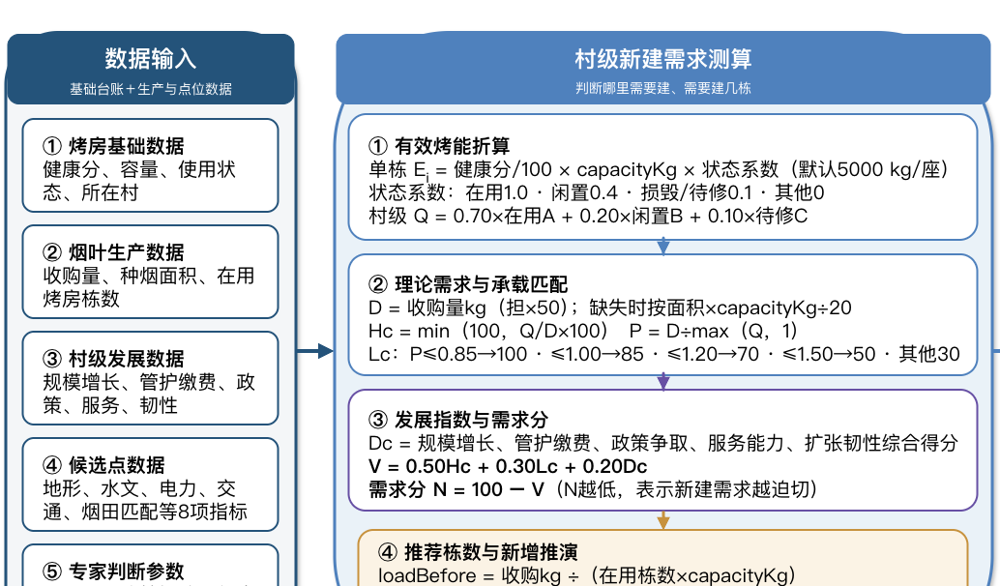 数据输入
基础台账＋生产与点位数据
① 烤房基础数据
健康分、容量、使用状
态、所在村
② 烟叶生产数据
收购量、种烟面积、在用
烤房栋数
③ 村级发展数据
规模增长、管护缴费、政
策、服务、韧性
④ 候选点数据
地形、水文、电力、交
通、烟田匹配等8项指标
⑤ 专家判断参数
村级新建需求测算
判断哪里需要建、需要建几栋
① 有效烤能折算
单栋 Ei = 健康分/100 × capacityKg × 状态系数（默认5000 kg/座）
状态系数：在用1.0 · 闲置0.4 · 损毁/待修0.1 · 其他0
村级 Q = 0.70×在用A + 0.20×闲置B + 0.10×待修C
② 理论需求与承载匹配
D = 收购量kg（担×50）；缺失时按面积×capacityKg÷20
Hc = min（100，Q/D×100） P = D÷max（Q，1）
Lc：P≤0.85→100 · ≤1.00→85 · ≤1.20→70 · ≤1.50→50 · 其他30
③ 发展指数与需求分
Dc = 规模增长、管护缴费、政策争取、服务能力、扩张韧性综合得分
V = 0.50Hc + 0.30Lc + 0.20Dc
需求分 N = 100 － V（N越低，表示新建需求越迫切）
④ 推荐栋数与新增推演
loadBefore = 收购kg ÷（在用栋数×capacityKg）